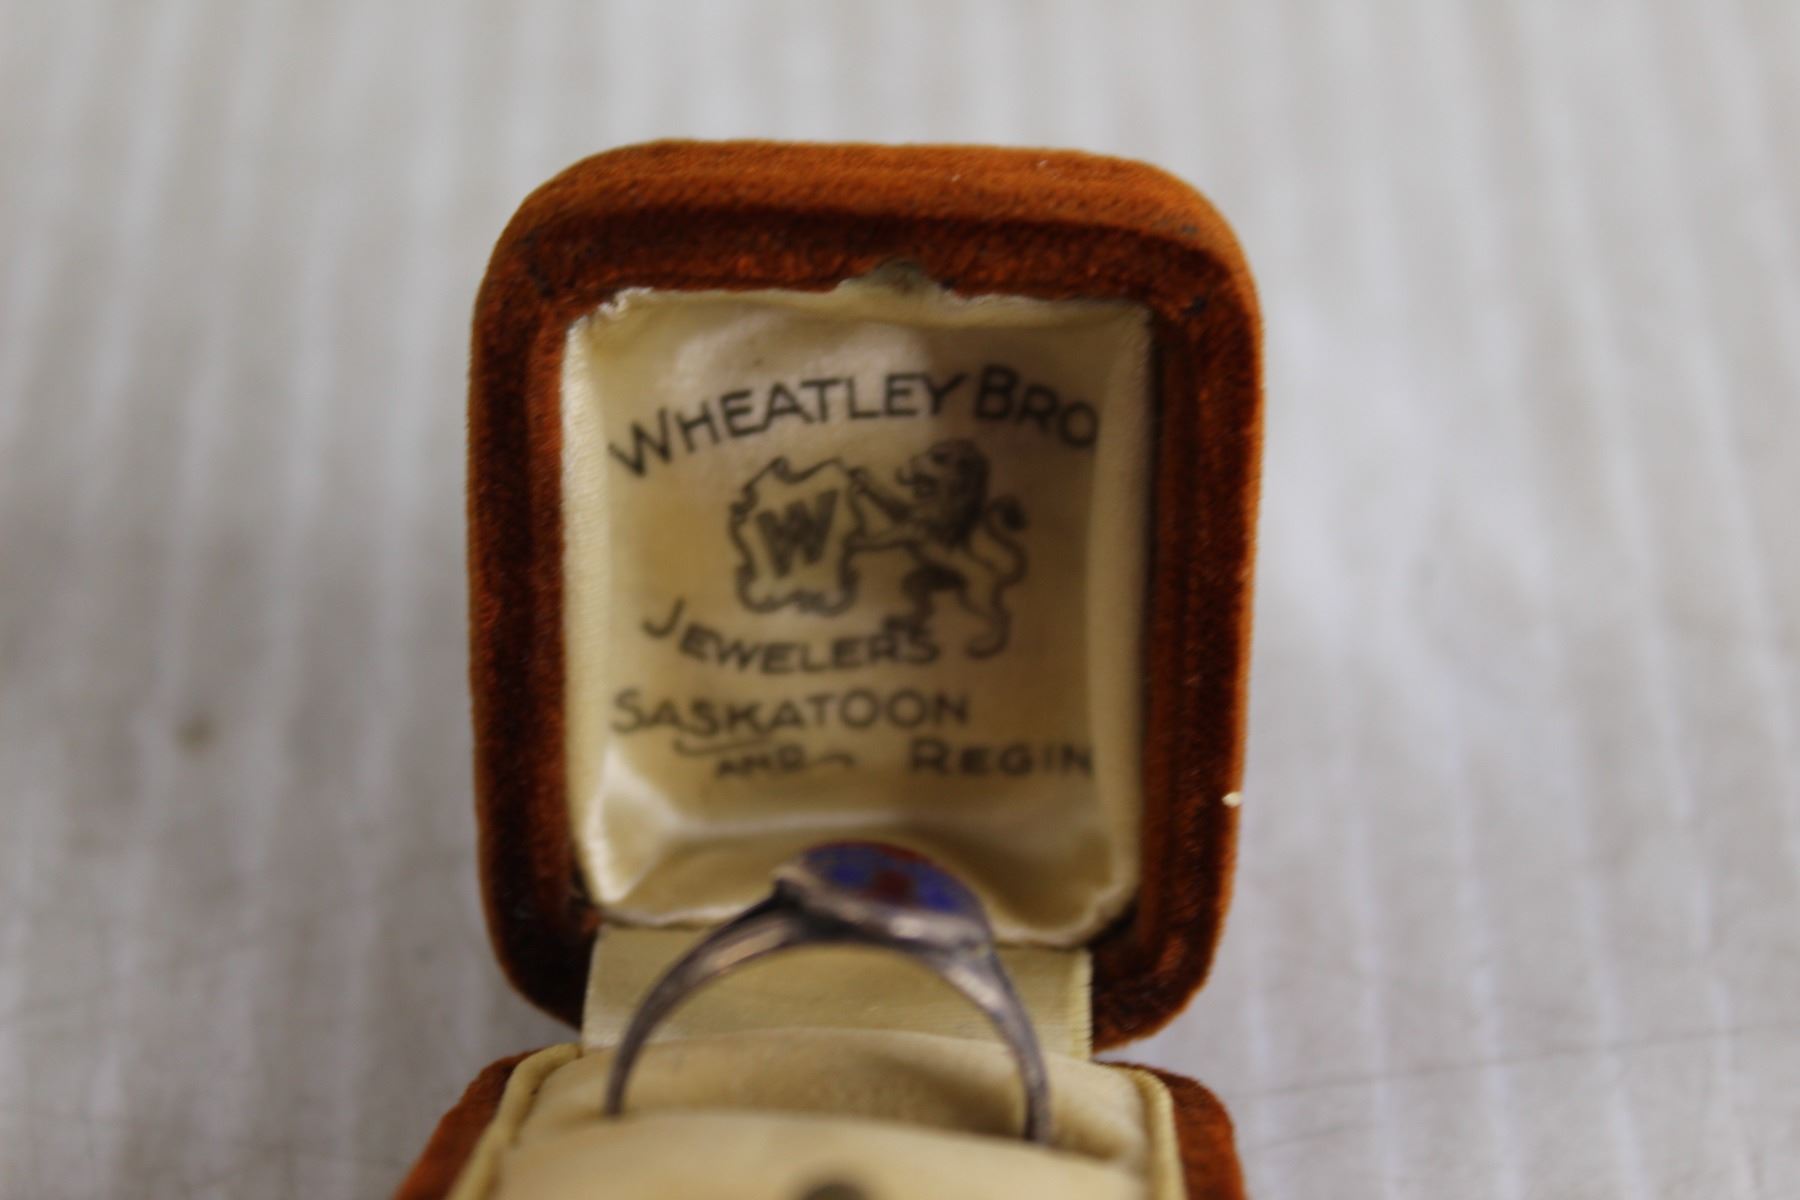 WHEATLEY BRO
W
JEWELERS
SASKATOON
AND REGIN